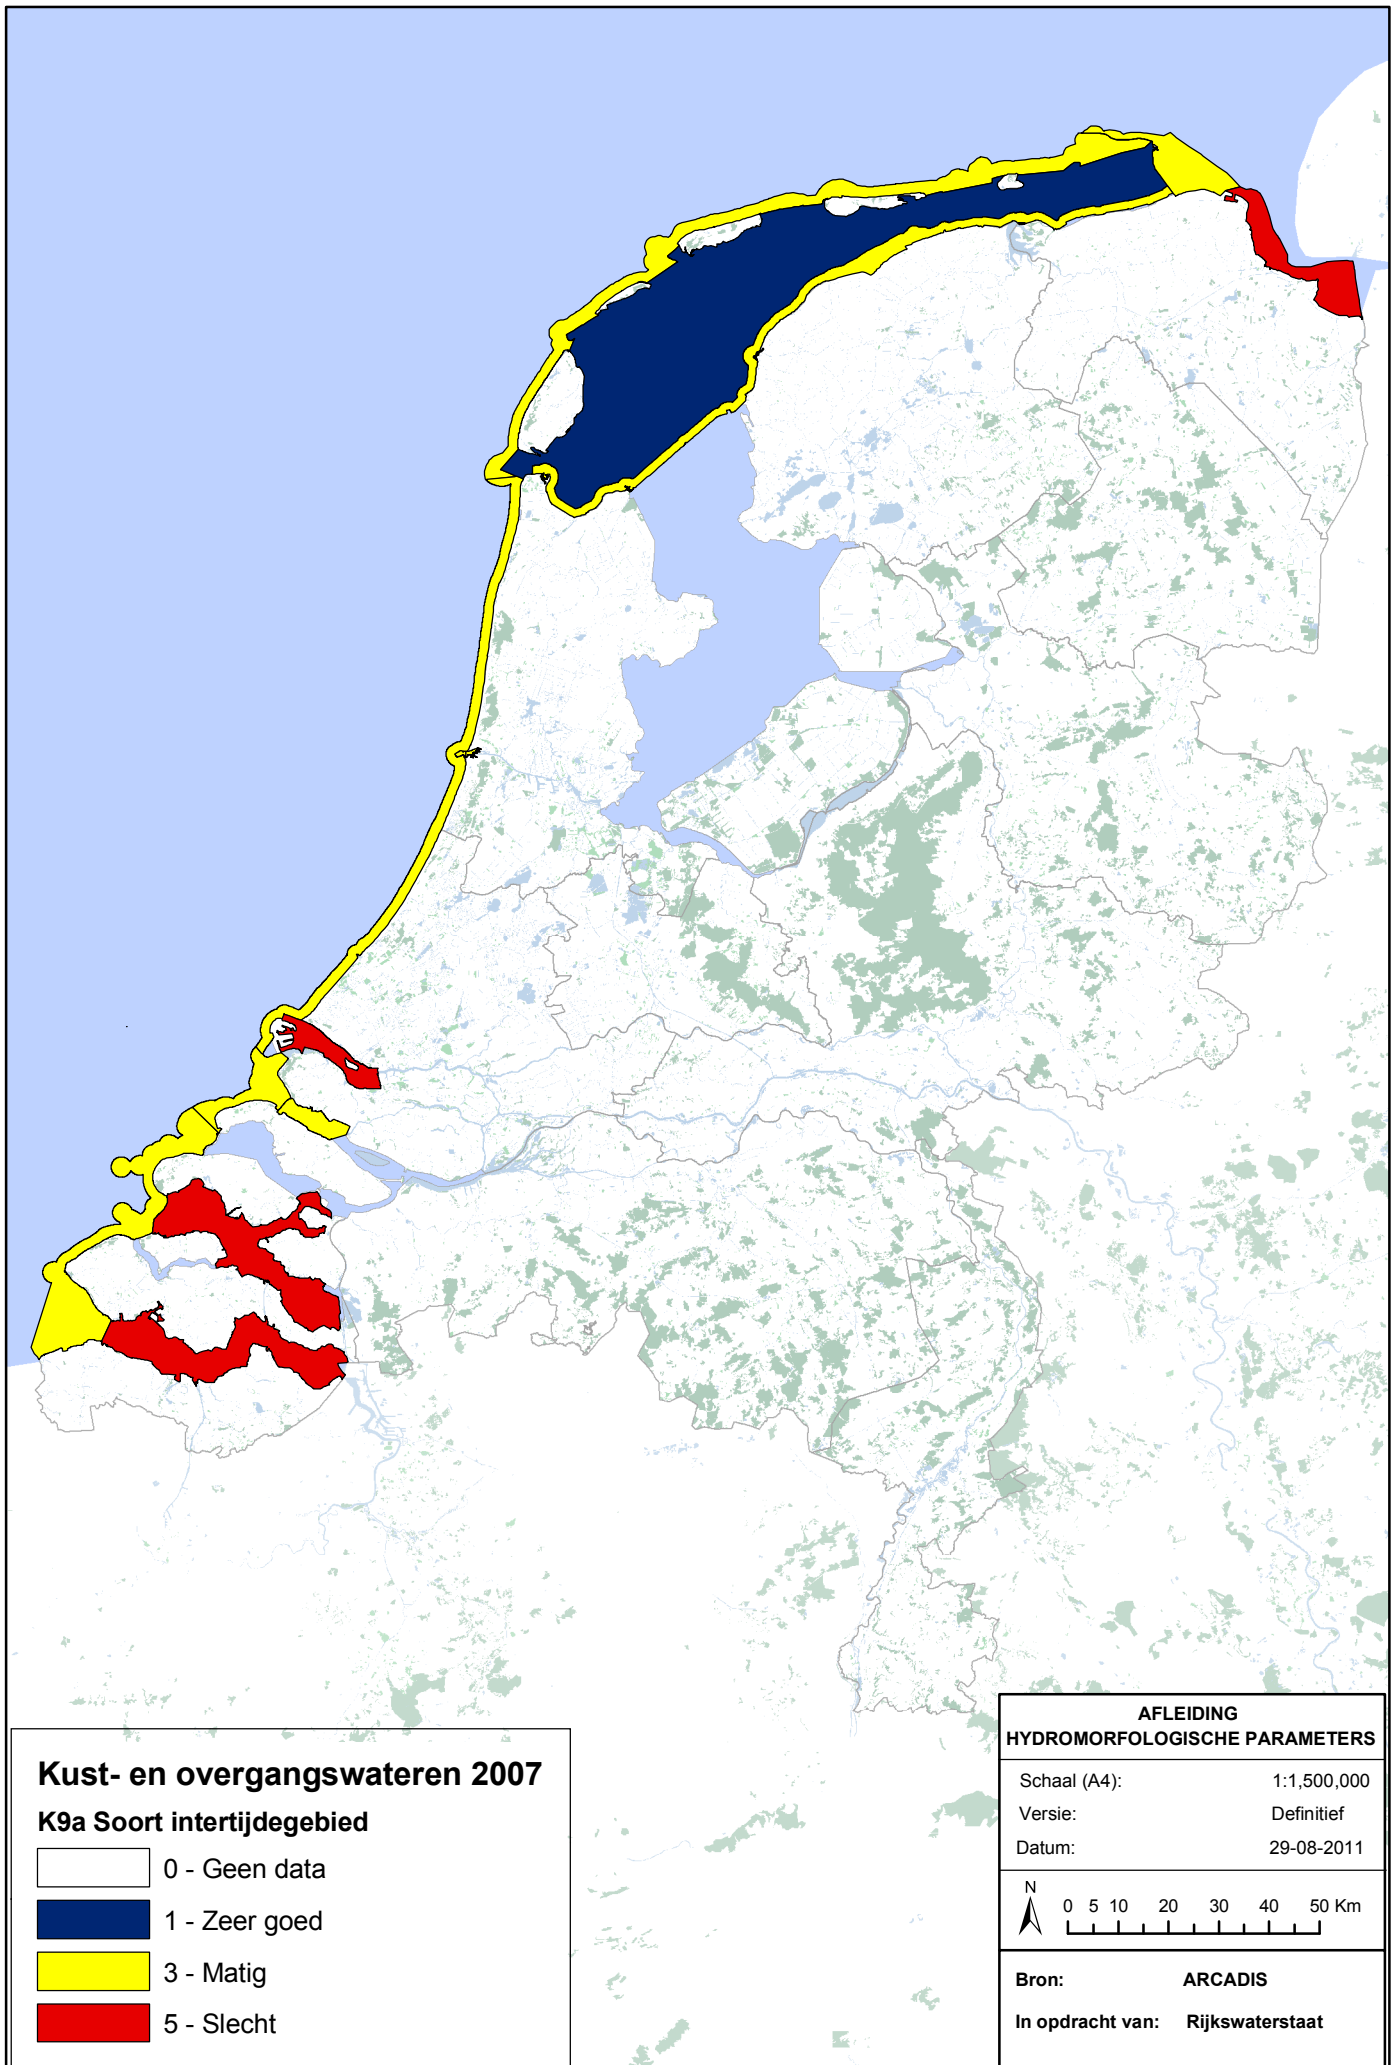 Kust- en overgangswateren 2007
K9a Soort intertijdegebied
0 - Geen data
1 - Zeer goed
3 - Matig
5 - Slecht
AFLEIDING
HYDROMORFOLOGISCHE PARAMETERS
Schaal (A4): 1:1,500,000
Versie: Definitief
Datum: 29-08-2011
N
0 5 10 20 30 40 50 Km
Bron: ARCADIS
In opdracht van: Rijkswaterstaat